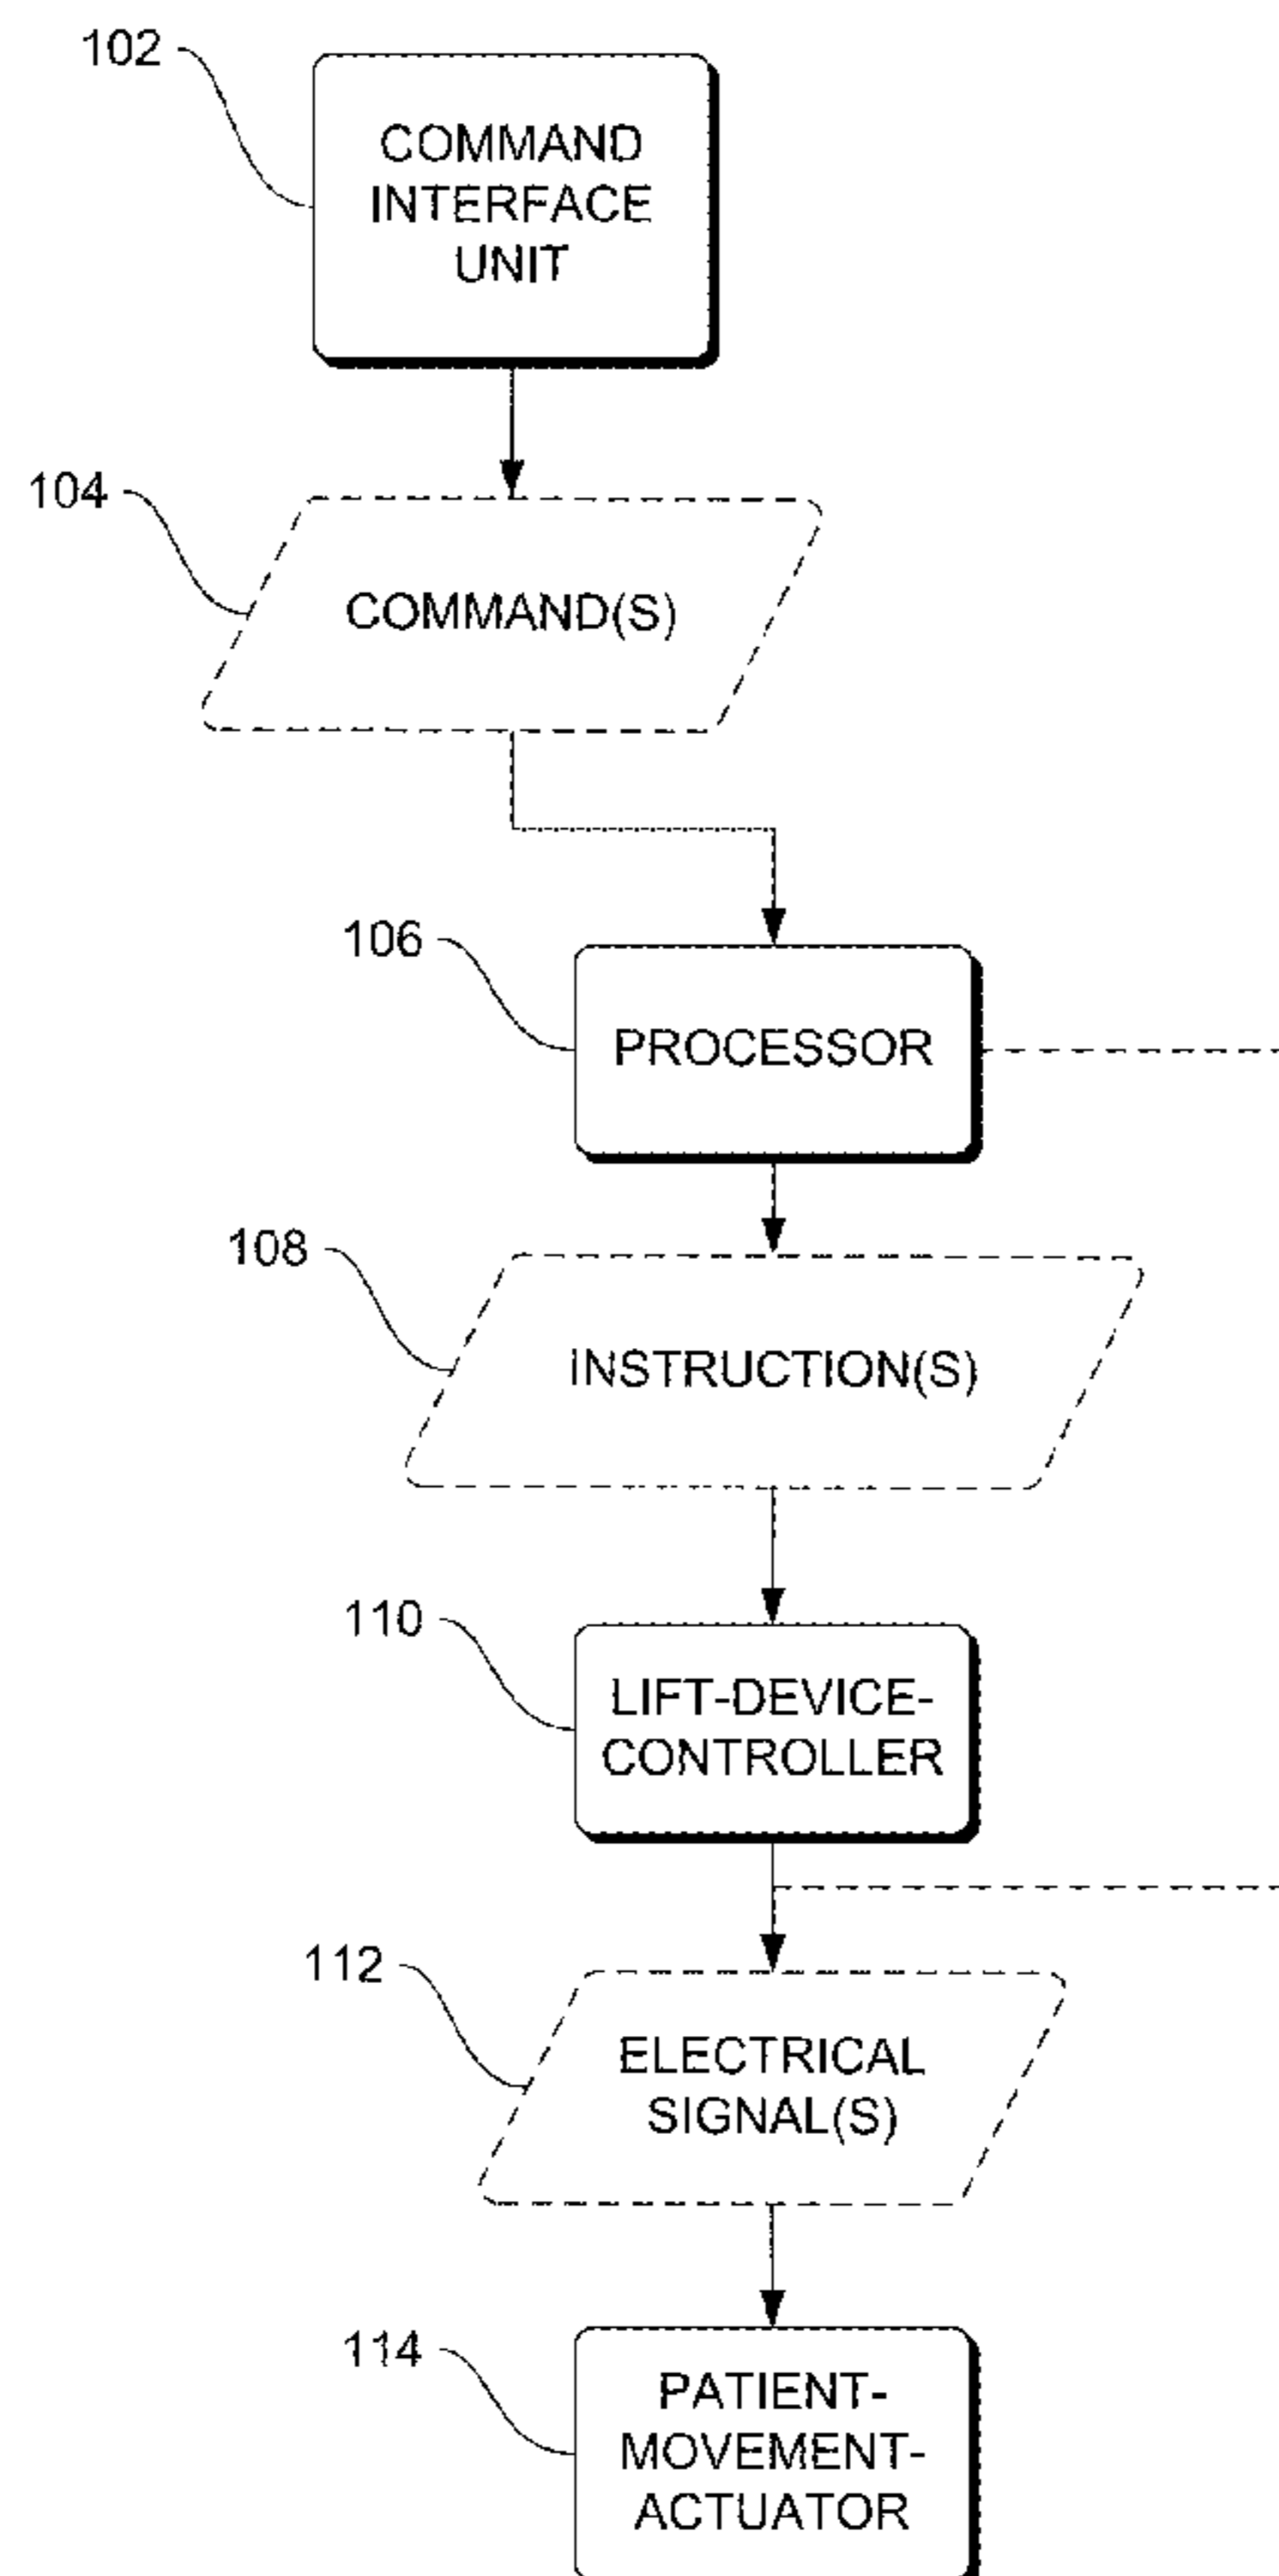 102
COMMAND
INTERFACE
UNIT
104
COMMAND(S)
106
PROCESSOR
108
INSTRUCTION(S)
110
LIFT-DEVICE-
CONTROLLER
112
ELECTRICAL
SIGNAL(S)
114
PATIENT-
MOVEMENT-
ACTUATOR